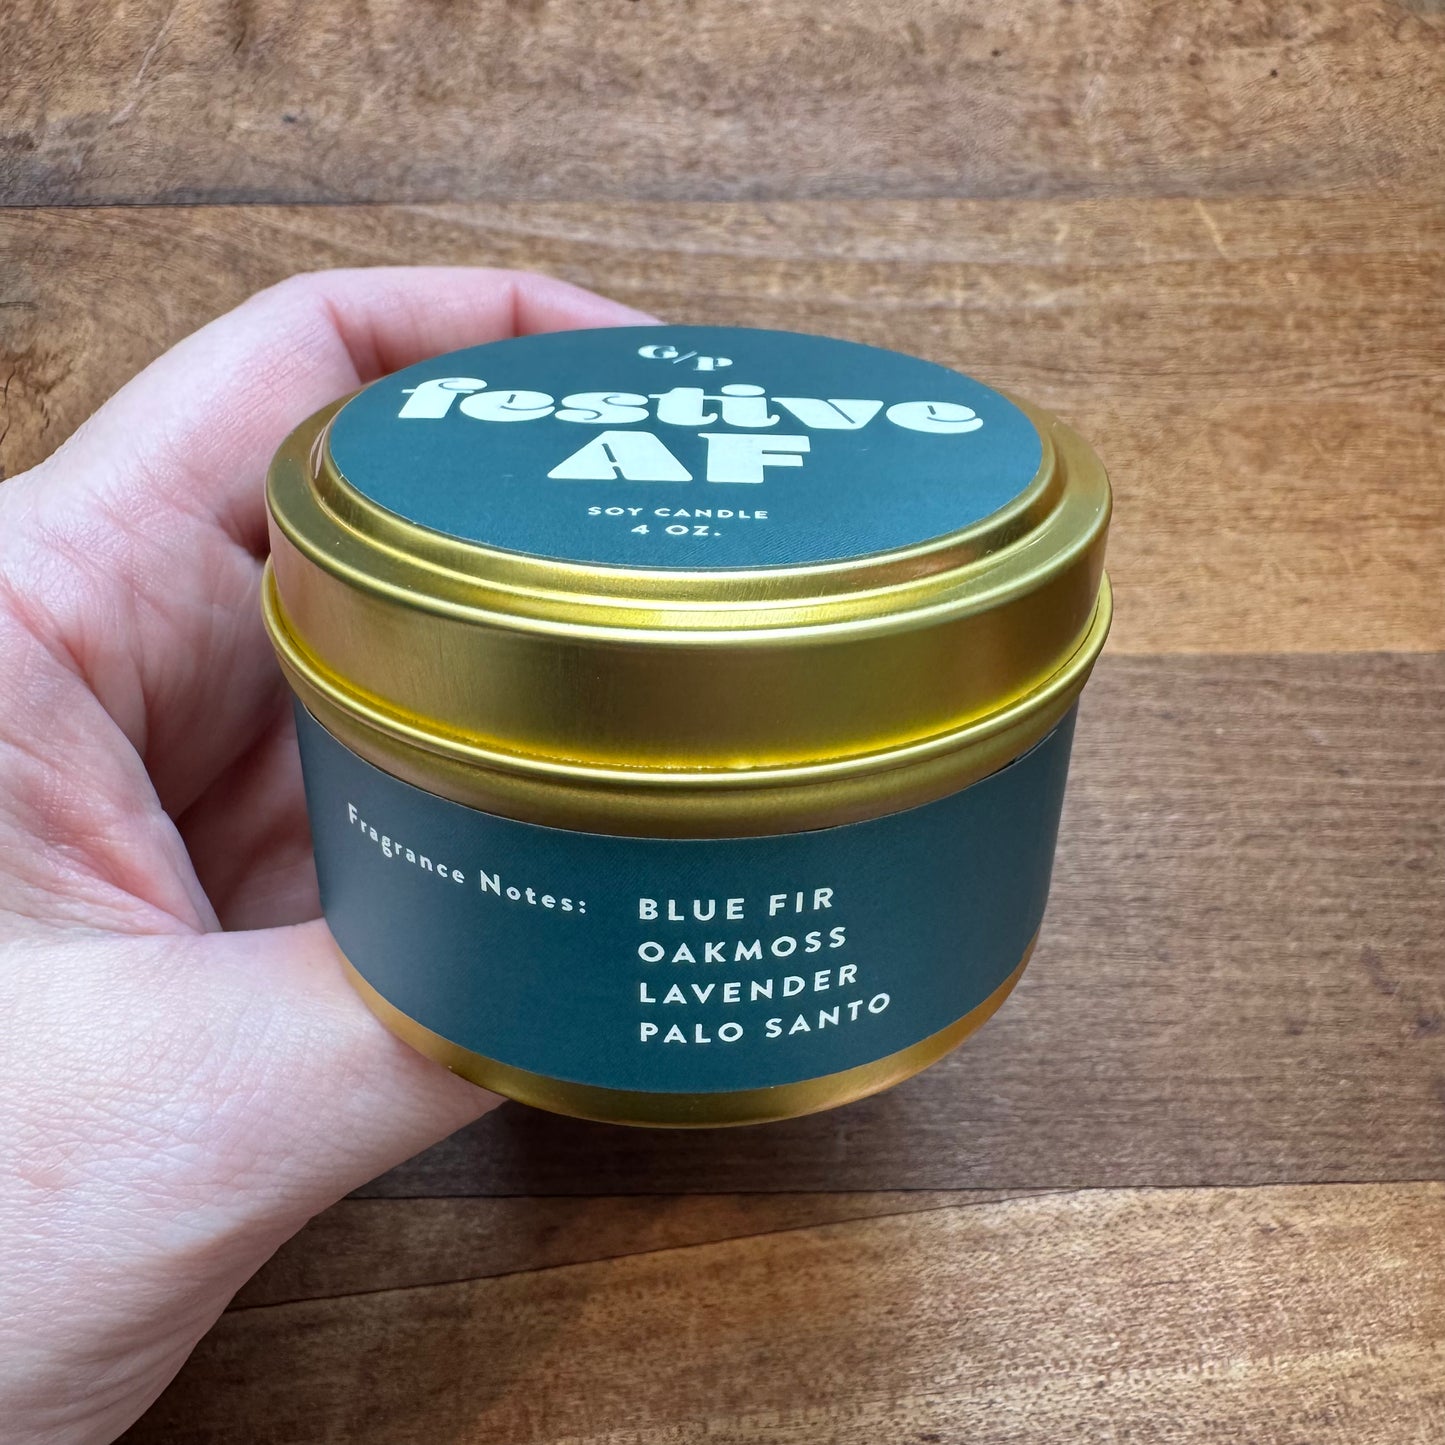 G/P
festive
AF
SOY CANDLE
4 OZ.
Fragrance Notes:
BLUE FIR
OAKMOSS
LAVENDER
PALO SANTO